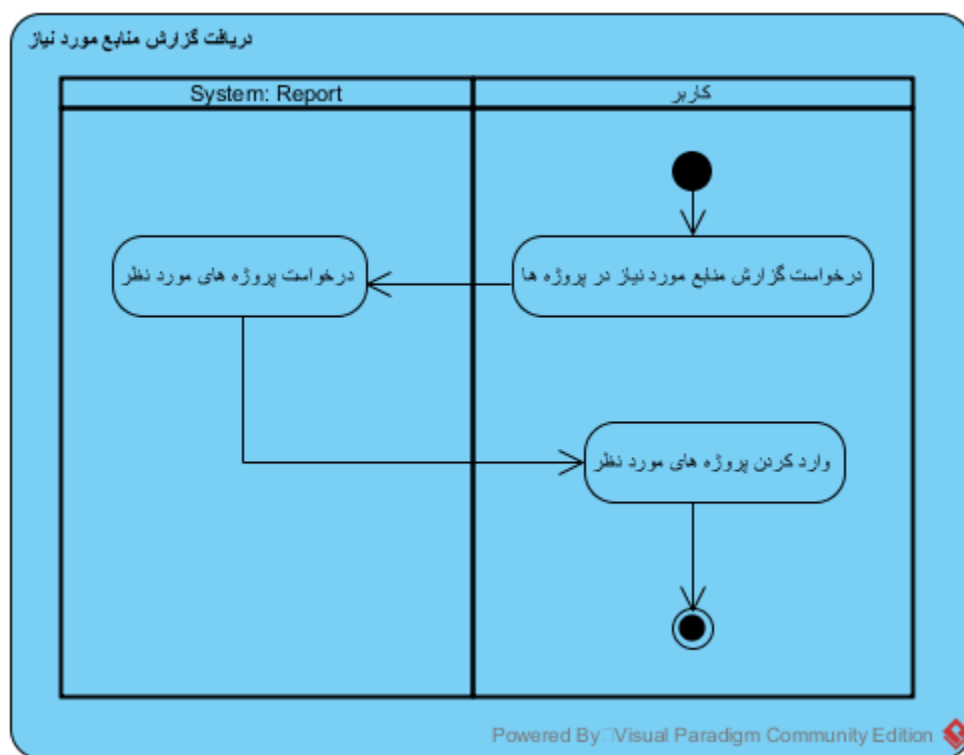 دریافت گزارش منابع مورد نیاز
System: Report
کاربر
درخواست گزارش منابع مورد نیاز در پروژه ها
درخواست پروژه های مورد نظر
وارد کردن پروژه های مورد نظر
Powered By Visual Paradigm Community Edition